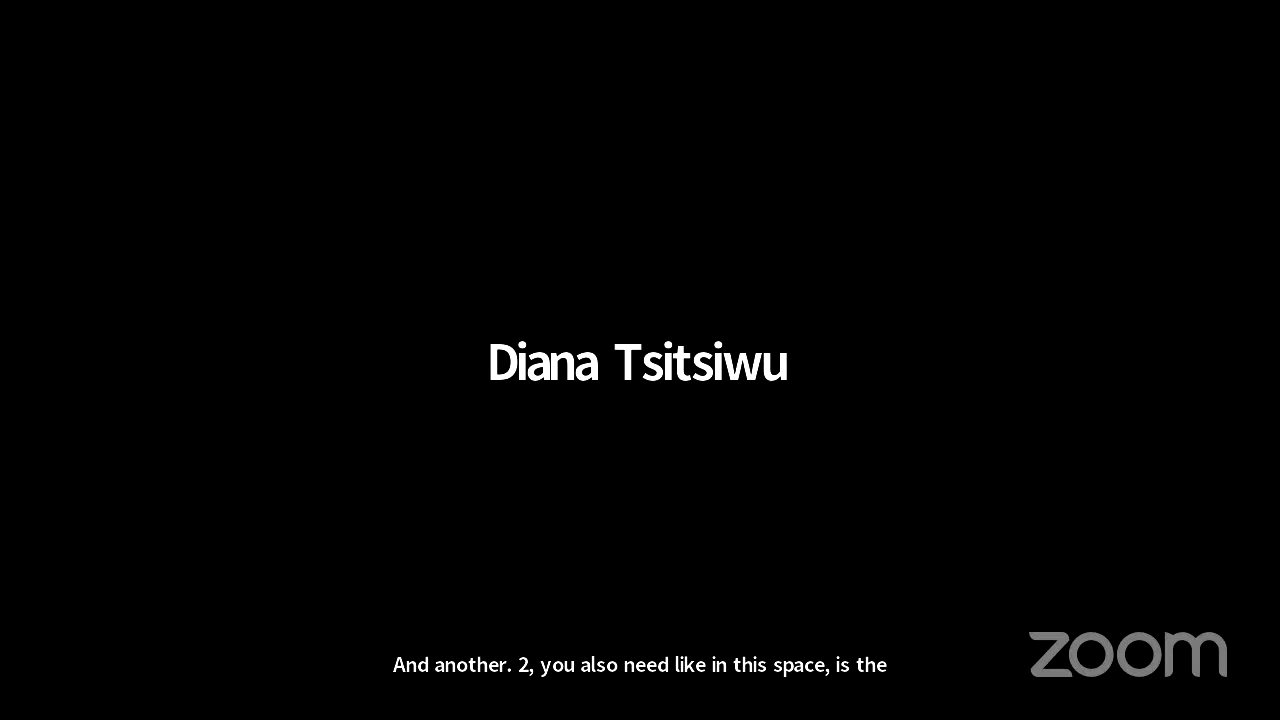 Diana Tsitsiwu
And another. 2, you also need like in this space, is the
zoom